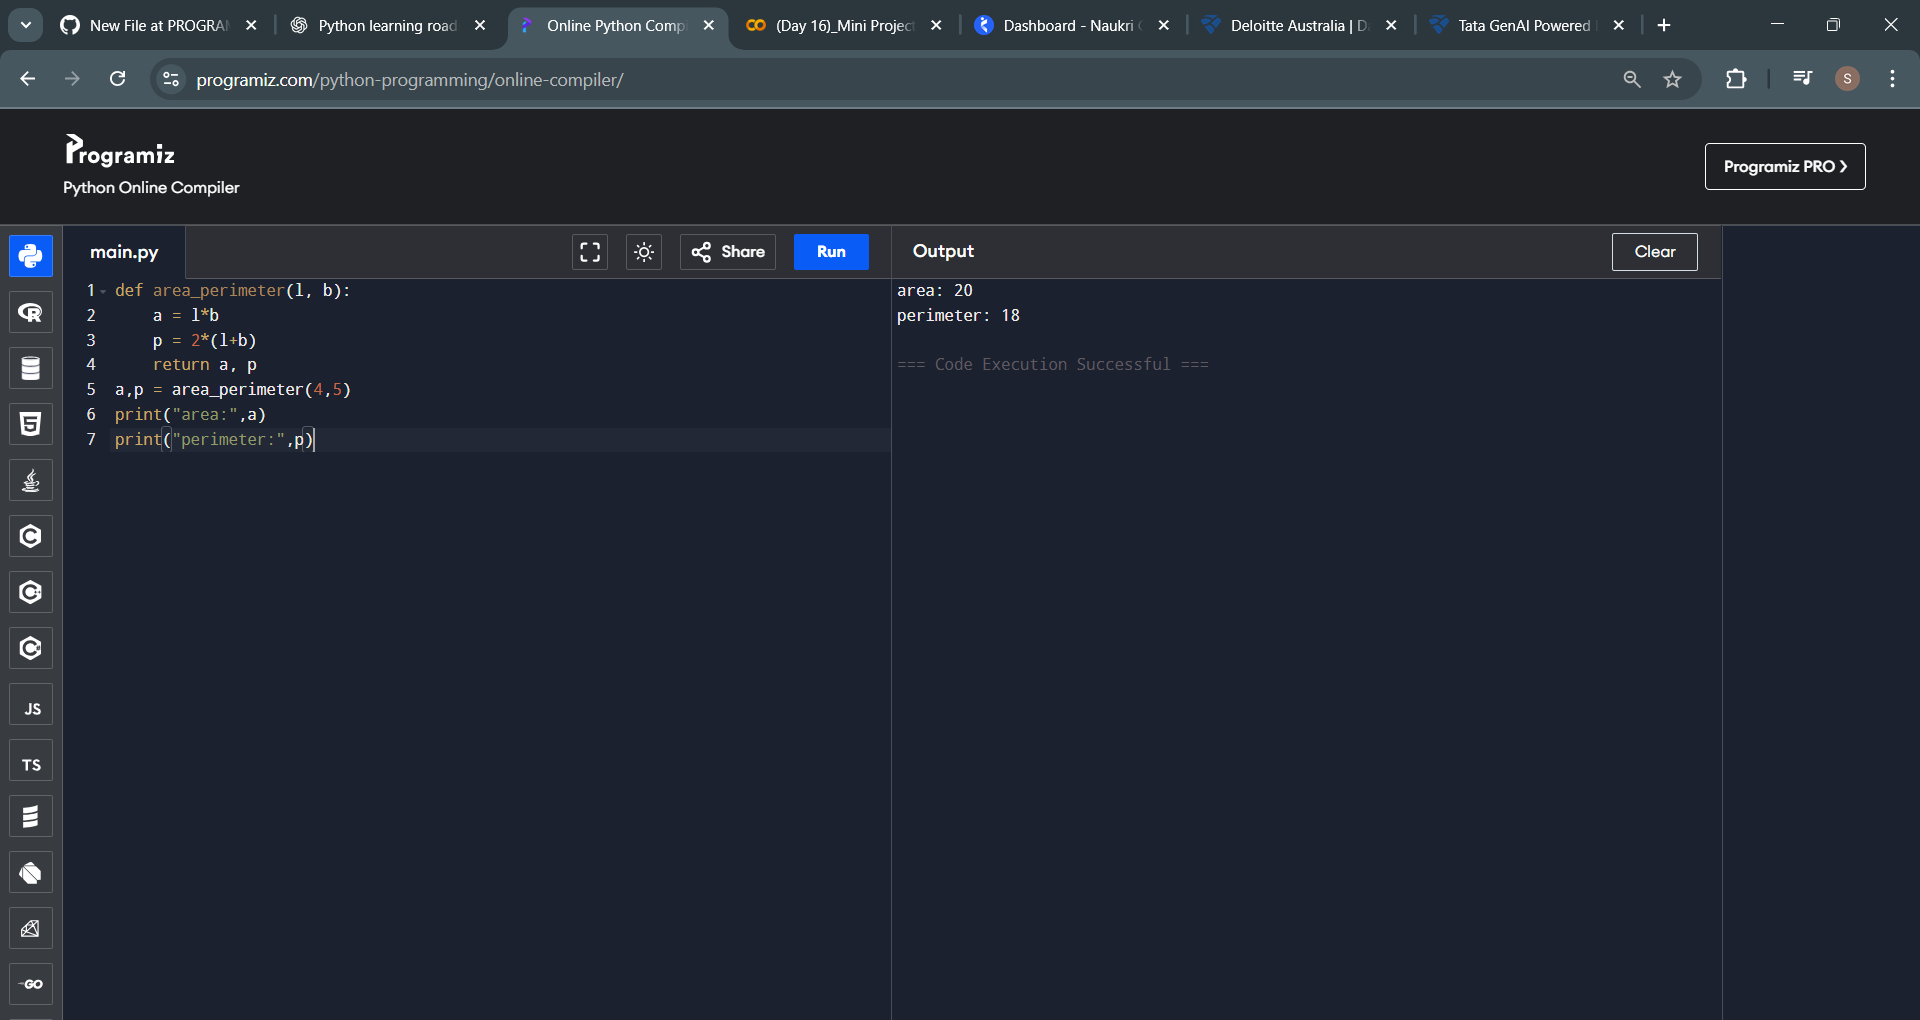 New File at PROGRA
Python learning road
Online Python Comp
(Day 16)_Mini Project
Dashboard - Naukri
Deloitte Australia | D
Tata GenAI Powered
programiz.com/python-programming/online-compiler/
S
Programiz
Python Online Compiler
Programiz PRO ❯
main.py
Share
Run
Output
Clear
1 def area_perimeter(l, b):
2     a = l*b
3     p = 2*(l+b)
4     return a, p
5 a,p = area_perimeter(4,5)
6 print("area:",a)
7 print("perimeter:",p)
area: 20
perimeter: 18
=== Code Execution Successful ===
JS
TS
GO